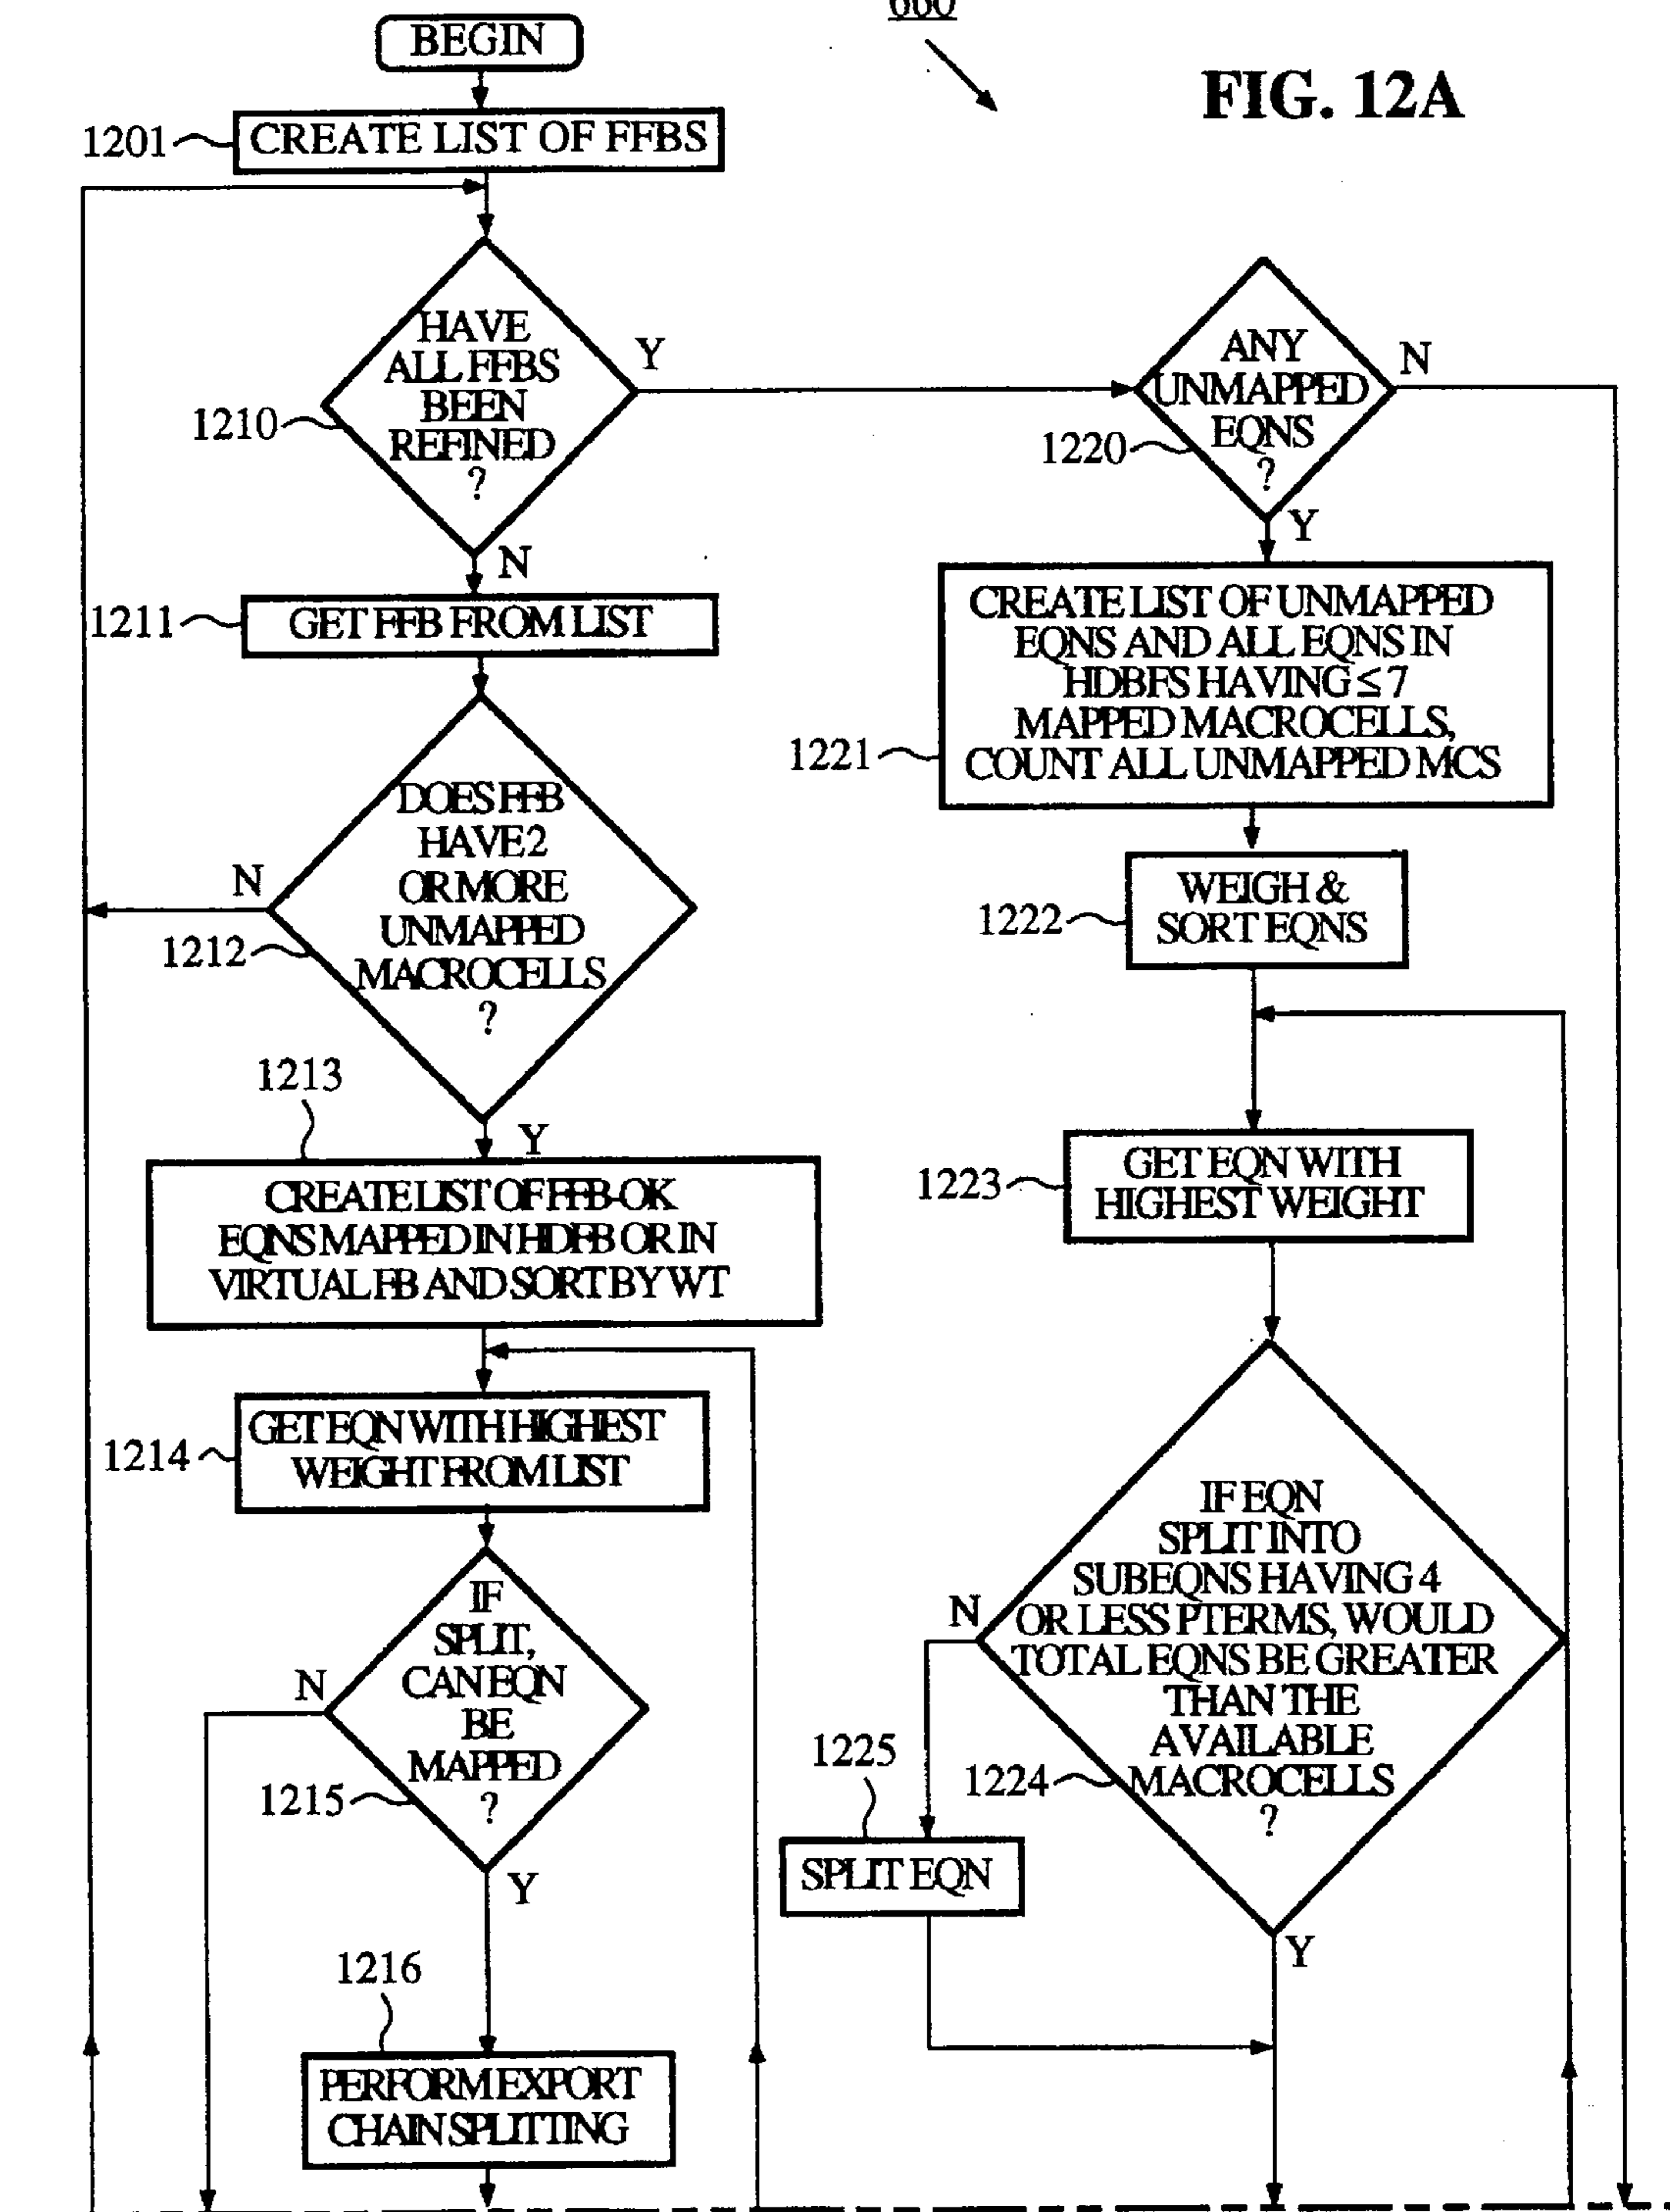 660
FIG. 12A
BEGIN
1201
CREATE LIST OF FFBS
HAVE
ALL FFBS
BEEN
REFINED
?
1210
Y
N
1211
GET FFB FROM LIST
DOES FFB
HAVE 2
OR MORE
UNMAPPED
MACROCELLS
?
N
1212
Y
1213
CREATE LIST OF FFB-OK
EQNS MAPPED IN HDFB OR IN
VIRTUAL FB AND SORT BY WT
1214
GET EQN WITH HIGHEST
WEIGHT FROM LIST
IF
SPLIT,
CAN EQN
BE
MAPPED
?
N
1215
Y
1216
PERFORM EXPORT
CHAIN SPLITTING
ANY
UNMAPPED
EQNS
?
N
1220
Y
CREATE LIST OF UNMAPPED
EQNS AND ALL EQNS IN
HDBFS HAVING ≤ 7
MAPPED MACROCELLS,
COUNT ALL UNMAPPED MCS
1221
WEIGH &
SORT EQNS
1222
GET EQN WITH
HIGHEST WEIGHT
1223
IF EQN
SPLIT INTO
SUBEQNS HAVING 4
OR LESS PTERMS, WOULD
TOTAL EQNS BE GREATER
THAN THE
AVAILABLE
MACROCELLS
?
N
1224
Y
1225
SPLIT EQN